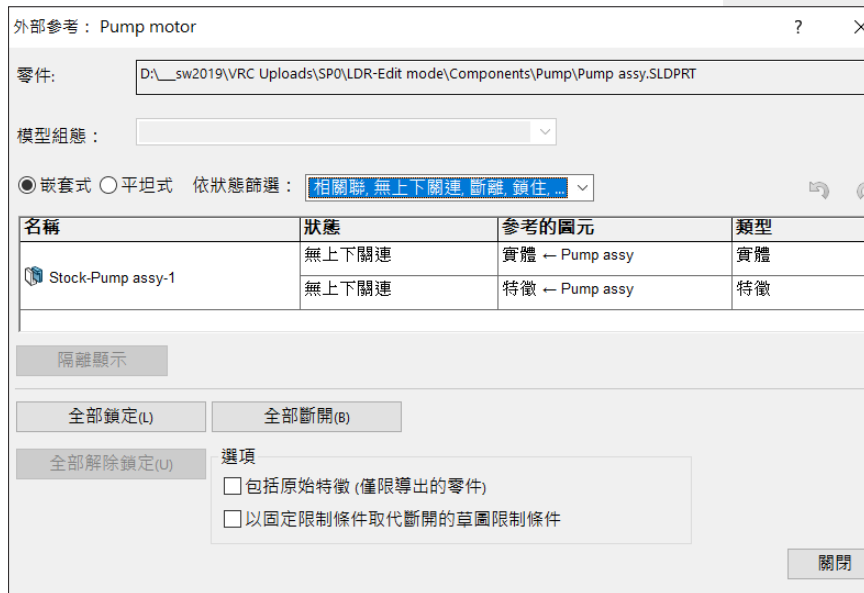 外部參考： Pump motor ? ×
零件: D:\__sw2019\VRC Uploads\SP0\LDR-Edit mode\Components\Pump\Pump assy.SLDPRT
模型組態：
嵌套式 平坦式 依狀態篩選： 相關聯, 無上下關連, 斷離, 鎖住, ...
名稱 狀態 參考的圖元 類型
Stock-Pump assy-1 無上下關連 實體 ← Pump assy 實體
無上下關連 特徵 ← Pump assy 特徵
隔離顯示
全部鎖定(L) 全部斷開(B)
全部解除鎖定(U) 選項
包括原始特徵 (僅限導出的零件)
以固定限制條件取代斷開的草圖限制條件
關閉